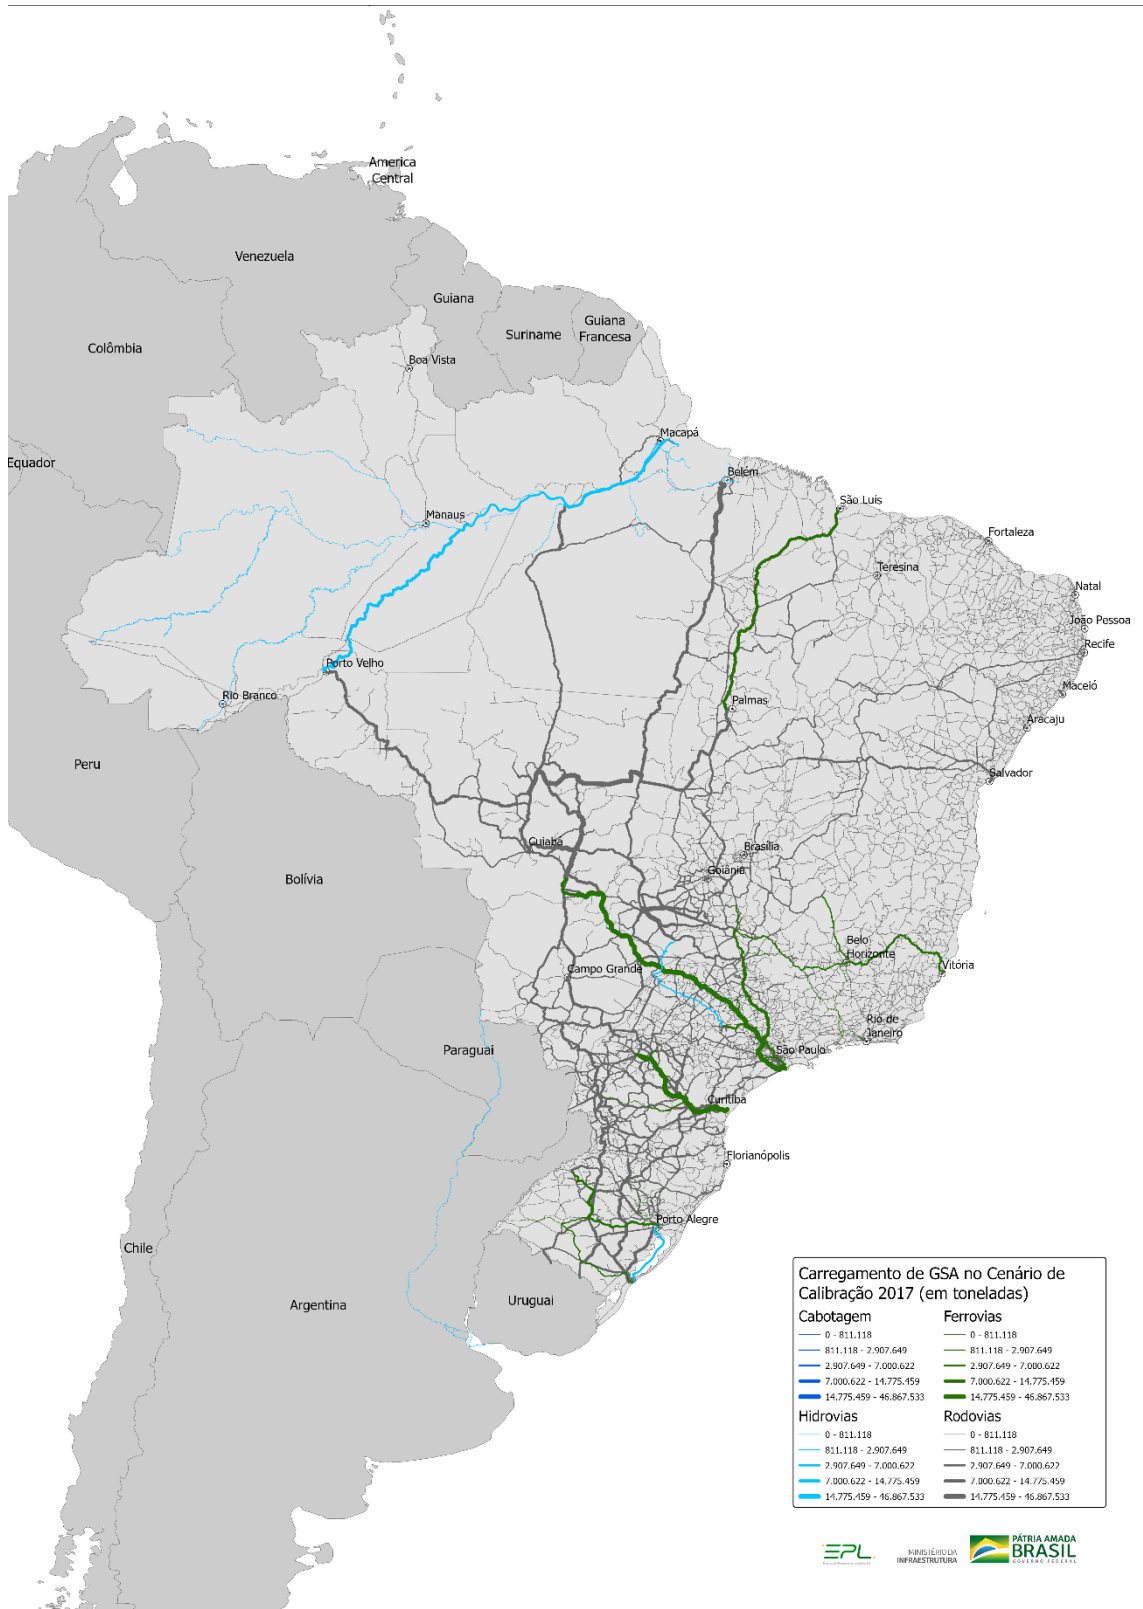 America
Central
Venezuela
Guiana
Suriname
Guiana
Francesa
Colômbia
Boa Vista
Macapá
Equador
Belém
São Luis
Manaus
Fortaleza
Teresina
Natal
João Pessoa
Recife
Porto Velho
Rio Branco
Palmas
Maceló
Aracaju
Peru
Salvador
Cuiabá
Brasília
Goiânia
Bolívia
Belo
Horizonte
Vitória
Campo Grande
Rio de
Janeiro
Paraguai
São Paulo
Curitiba
Florianópolis
Porto Alegre
Chile
Argentina
Uruguai
Carregamento de GSA no Cenário de
Calibração 2017 (em toneladas)
Cabotagem
0 - 811.118
811.118 - 2.907.649
2.907.649 - 7.000.622
7.000.622 - 14.775.459
14.775.459 - 46.867.533
Ferrovias
0 - 811.118
811.118 - 2.907.649
2.907.649 - 7.000.622
7.000.622 - 14.775.459
14.775.459 - 46.867.533
Hidrovias
0 - 811.118
811.118 - 2.907.649
2.907.649 - 7.000.622
7.000.622 - 14.775.459
14.775.459 - 46.867.533
Rodovias
0 - 811.118
811.118 - 2.907.649
2.907.649 - 7.000.622
7.000.622 - 14.775.459
14.775.459 - 46.867.533
EPL
MINISTÉRIO DA
INFRAESTRUTURA
PÁTRIA AMADA
BRASIL
GOVERNO FEDERAL